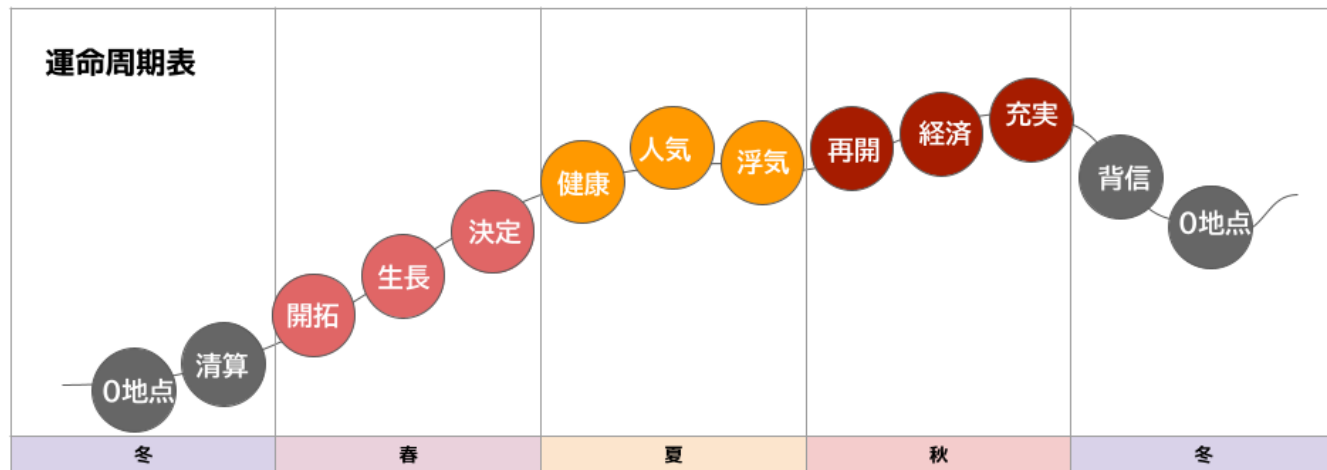 運命周期表
0地点
清算
開拓
生長
決定
健康
人気
浮気
再開
経済
充実
背信
0地点
冬
春
夏
秋
冬